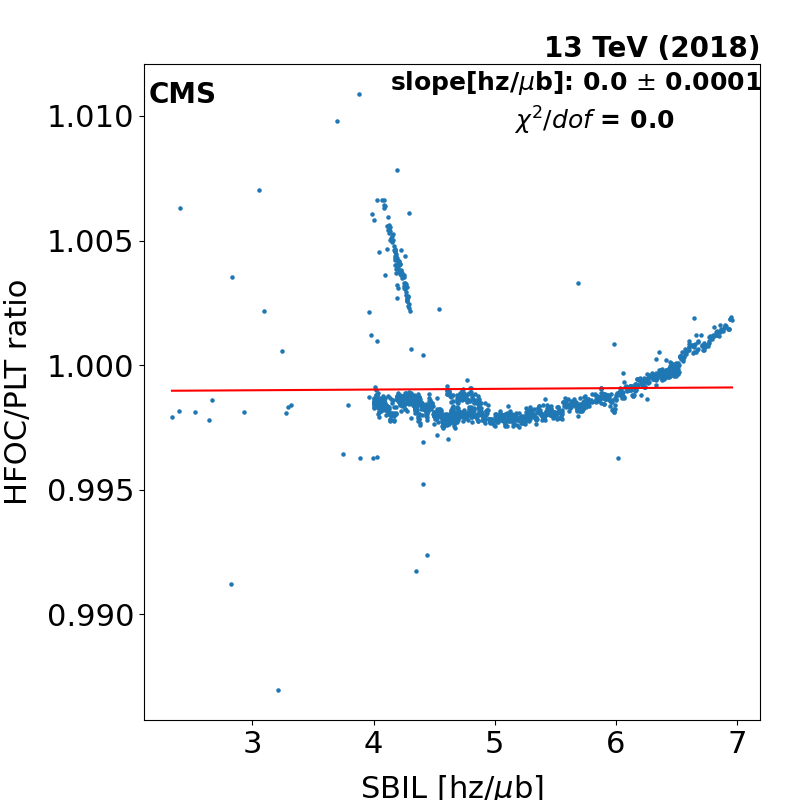 13 TeV (2018)
CMS
slope[hz/μb]: 0.0 ± 0.0001
χ²/dof = 0.0
HFOC/PLT ratio
1.010
1.005
1.000
0.995
0.990
3 4 5 6 7
SBIL [hz/μb]